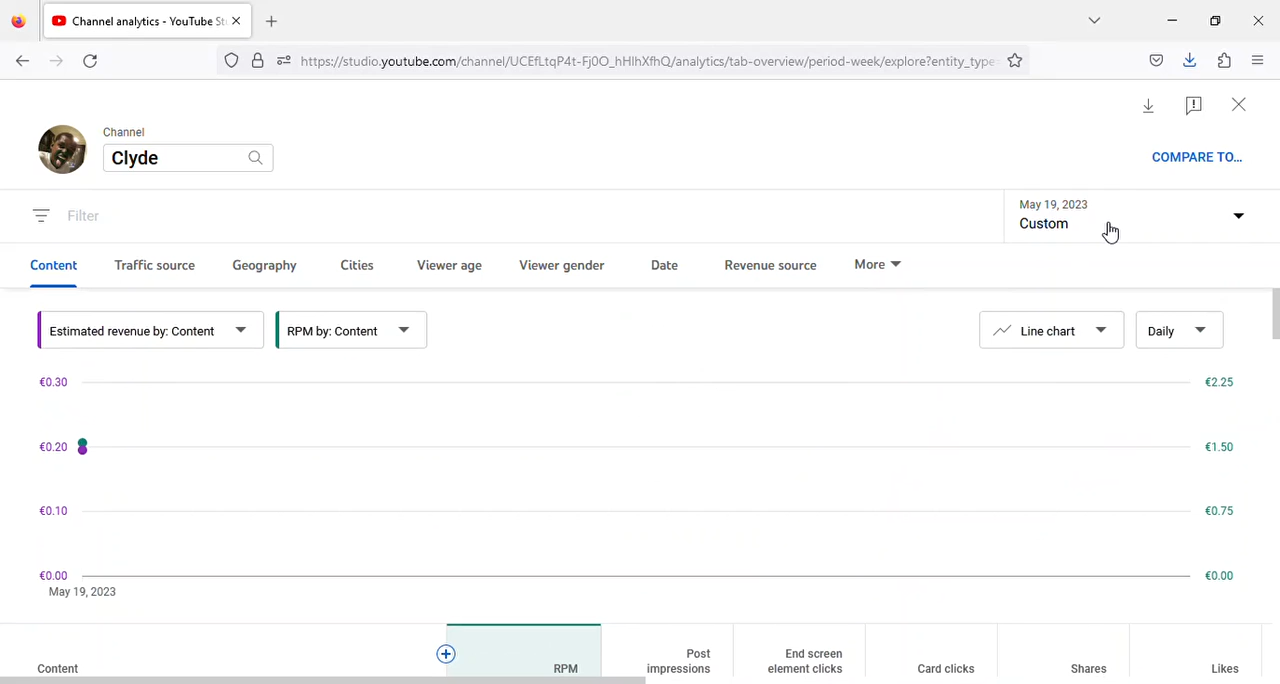 Channel analytics - YouTube St
https://studio.youtube.com/channel/UCEfLtqP4t-Fj0O_hHlhXfhQ/analytics/tab-overview/period-week/explore?entity_type
Channel
Clyde
COMPARE TO...
Filter
May 19, 2023
Custom
Content Traffic source Geography Cities Viewer age Viewer gender Date Revenue source More
Estimated revenue by: Content RPM by: Content Line chart Daily
€0.30 €2.25
€0.20 €1.50
€0.10 €0.75
€0.00 €0.00
May 19, 2023
Content RPM Post impressions End screen element clicks Card clicks Shares Likes